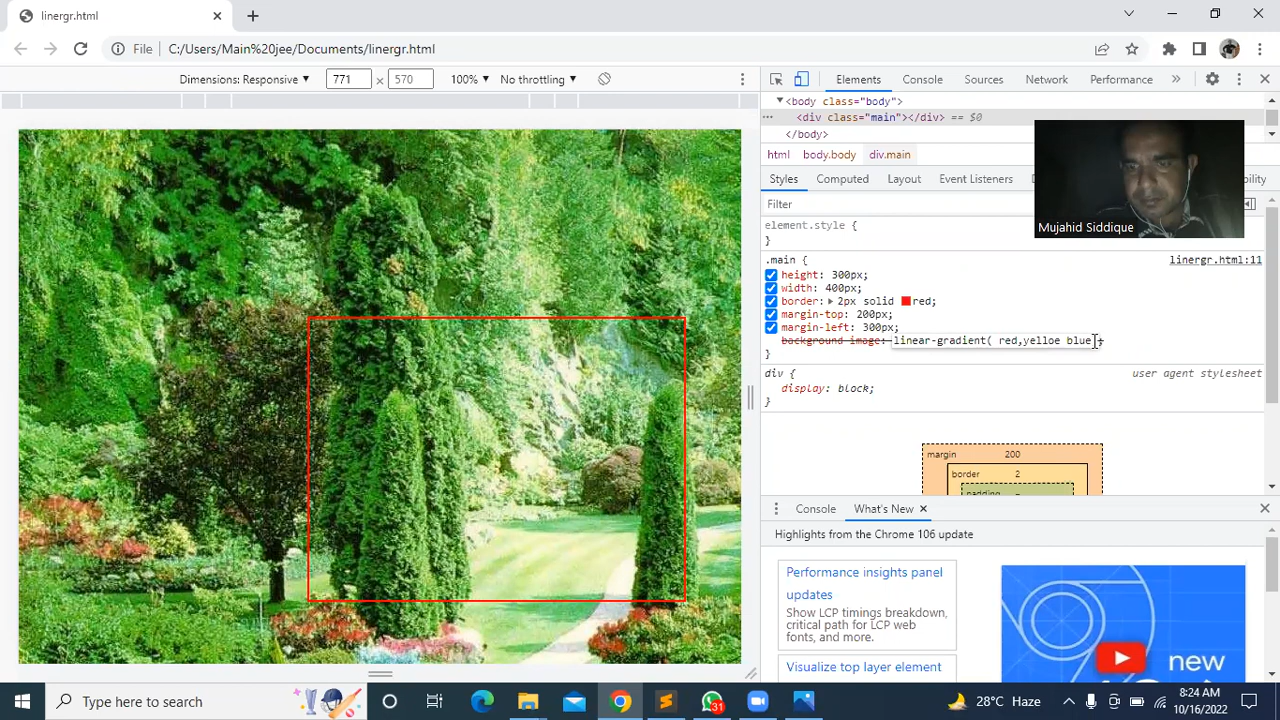 linergr.html
File
C:/Users/Main%20jee/Documents/linergr.html
Dimensions: Responsive
771
×
570
100%
No throttling
Elements
Console
Sources
Network
Performance
<body class="body">
<div class="main"></div> == $0
</body>
html
body.body
div.main
Styles
Computed
Layout
Event Listeners
Filter
Mujahid Siddique
element.style {
}
.main {
linergr.html:11
height: 300px;
width: 400px;
border: 2px solid red;
margin-top: 200px;
margin-left: 300px;
background-image: linear-gradient( red,yelloe blue
}
div {
user agent stylesheet
display: block;
}
margin
200
border
2
Console
What's New
Highlights from the Chrome 106 update
Performance insights panel
updates
Show LCP timings breakdown,
critical path for LCP web
fonts, and more.
Visualize top layer element
new
Type here to search
31
28°C Haze
8:24 AM
10/16/2022